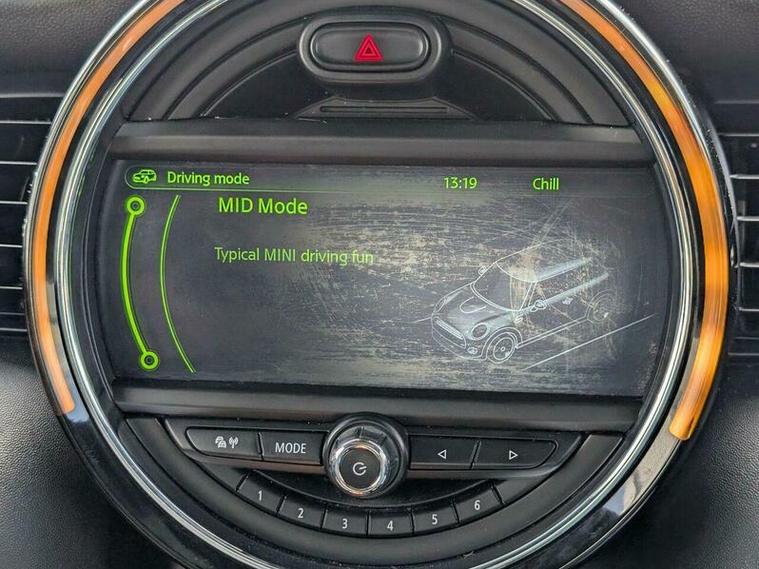 Driving mode 13:19 Chill
MID Mode
Typical MINI driving fun
MODE
1 2 3 4 5 6